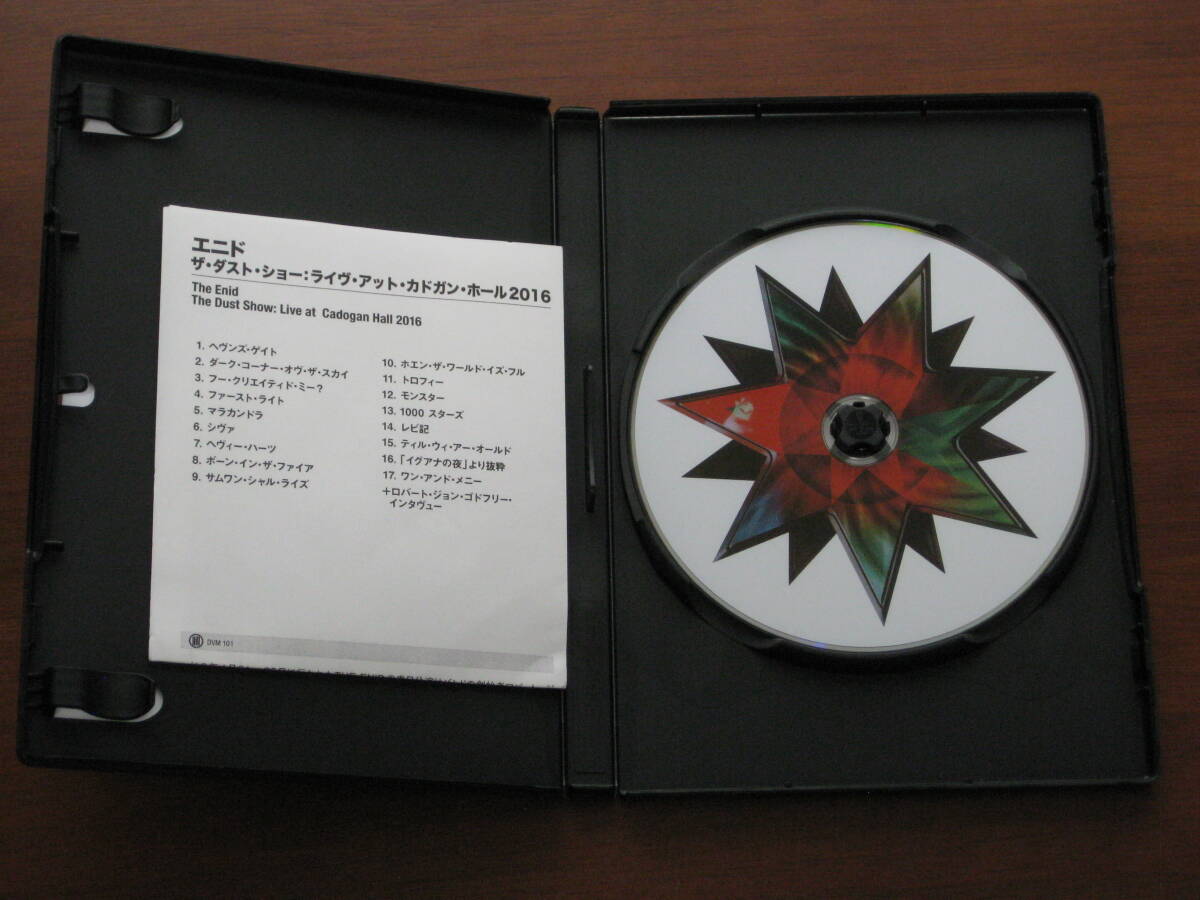 エニド
ザ・ダスト・ショー:ライヴ・アット・カドガン・ホール2016
The Enid
The Dust Show: Live at Cadogan Hall 2016
1. ヘヴンズ・ゲイト
2. ダーク・コーナー・オヴ・ザ・スカイ
3. フー・クリエイティド・ミー?
4. ファースト・ライト
5. マラカンドラ
6. シヴァ
7. ヘヴィー・ハーツ
8. ボーン・イン・ザ・ファイア
9. サムワン・シャル・ライズ
10. ホエン・ザ・ワールド・イズ・フル
11. トロフィー
12. モンスター
13. 1000 スターズ
14. レビ記
15. ティル・ウィ・アー・オールド
16.「イグアナの夜」より抜粋
17. ワン・アンド・メニー
+ロバート・ジョン・ゴドフリー・
インタヴュー
DVM 101